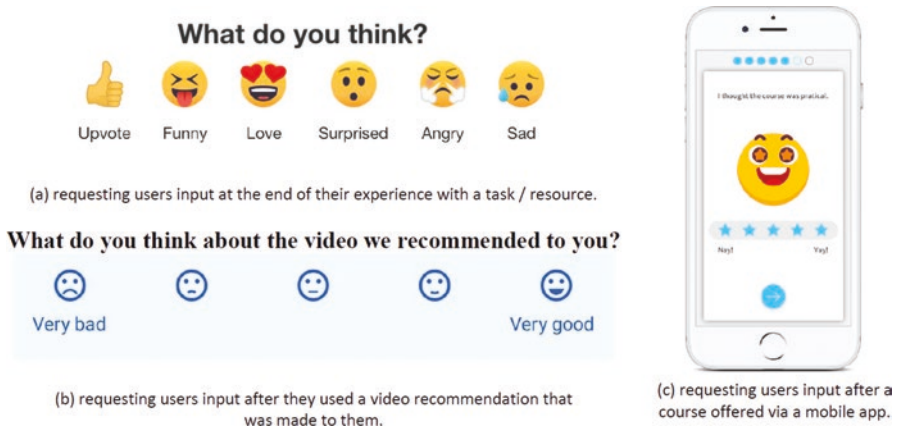 What do you think?
Upvote Funny Love Surprised Angry Sad
(a) requesting users input at the end of their experience with a task / resource.
What do you think about the video we recommended to you?
Very bad Very good
(b) requesting users input after they used a video recommendation that
was made to them.
I thought the course was pratical.
Nay! Yay!
(c) requesting users input after a
course offered via a mobile app.